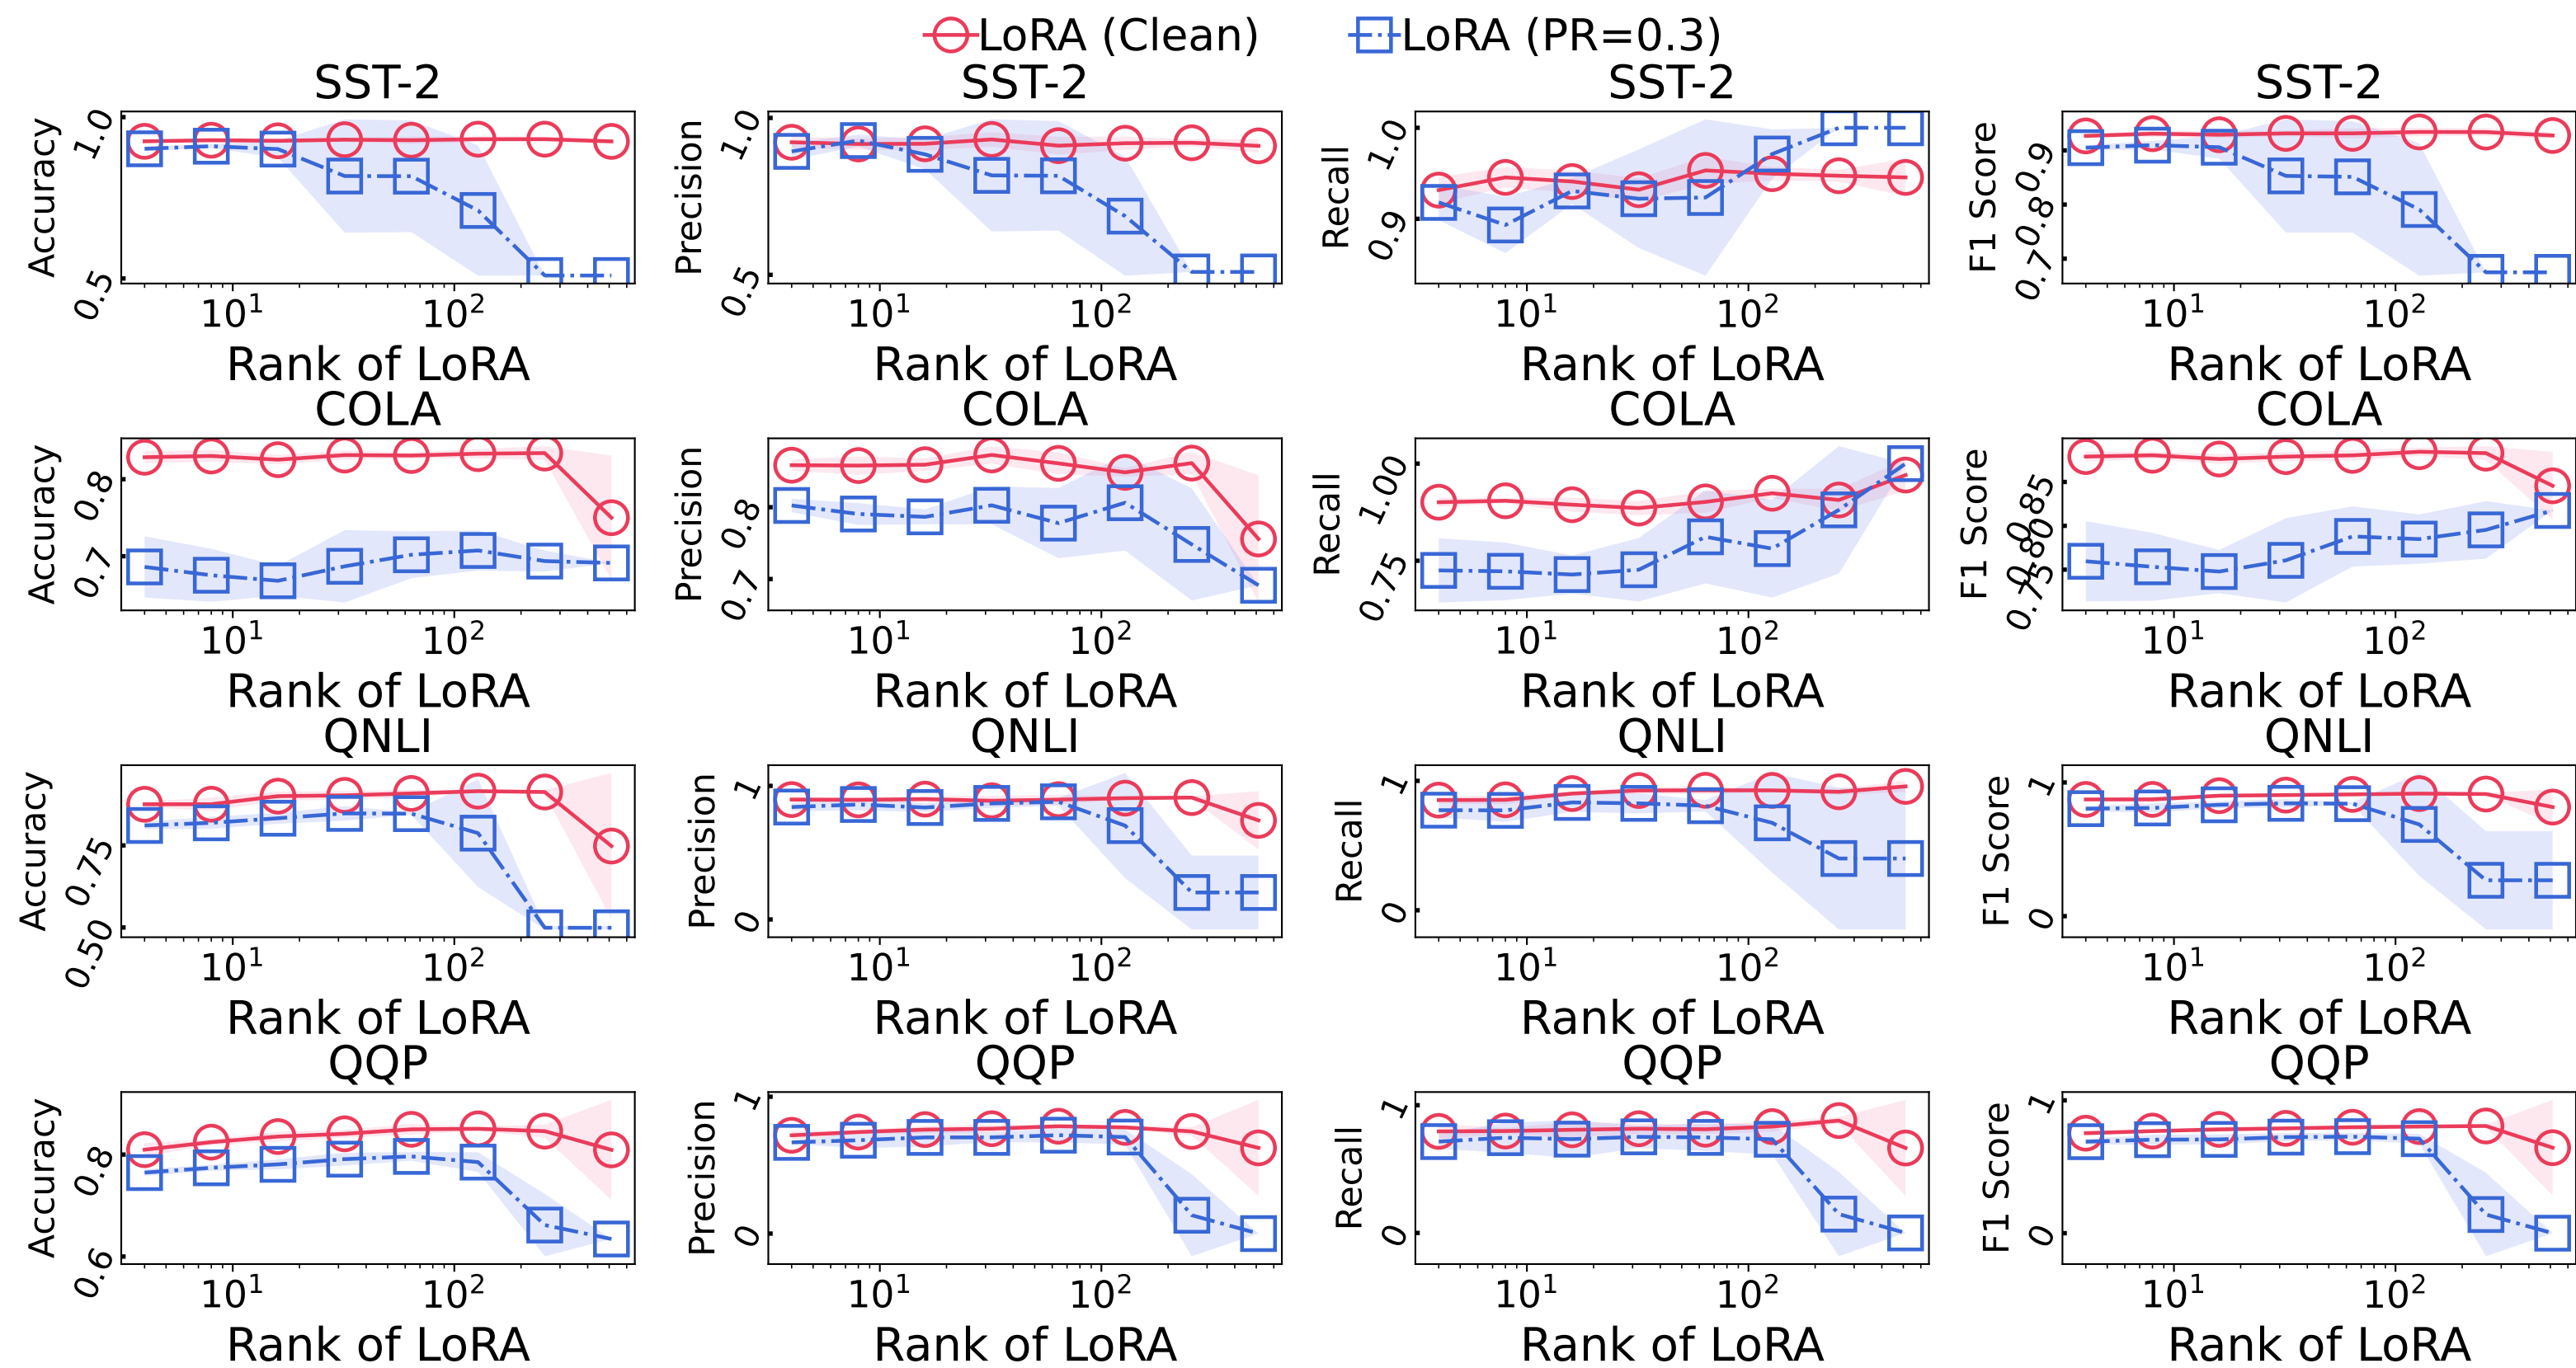 LoRA (Clean) LoRA (PR=0.3)
SST-2 SST-2 SST-2 SST-2
Accuracy 1.0 0.5 Precision 1.0 0.5 Recall 1.0 0.9 F1 Score 0.9 0.8 0.7
10¹ 10² 10¹ 10² 10¹ 10² 10¹ 10²
Rank of LoRA Rank of LoRA Rank of LoRA Rank of LoRA
COLA COLA COLA COLA
Accuracy 0.8 0.7 Precision 0.8 0.7 Recall 1.00 0.75 F1 Score 0.85 0.80 0.75
10¹ 10² 10¹ 10² 10¹ 10² 10¹ 10²
Rank of LoRA Rank of LoRA Rank of LoRA Rank of LoRA
QNLI QNLI QNLI QNLI
Accuracy 0.75 0.50 Precision 1 0 Recall 1 0 F1 Score 1 0
10¹ 10² 10¹ 10² 10¹ 10² 10¹ 10²
Rank of LoRA Rank of LoRA Rank of LoRA Rank of LoRA
QQP QQP QQP QQP
Accuracy 0.8 0.6 Precision 1 0 Recall 1 0 F1 Score 1 0
10¹ 10² 10¹ 10² 10¹ 10² 10¹ 10²
Rank of LoRA Rank of LoRA Rank of LoRA Rank of LoRA